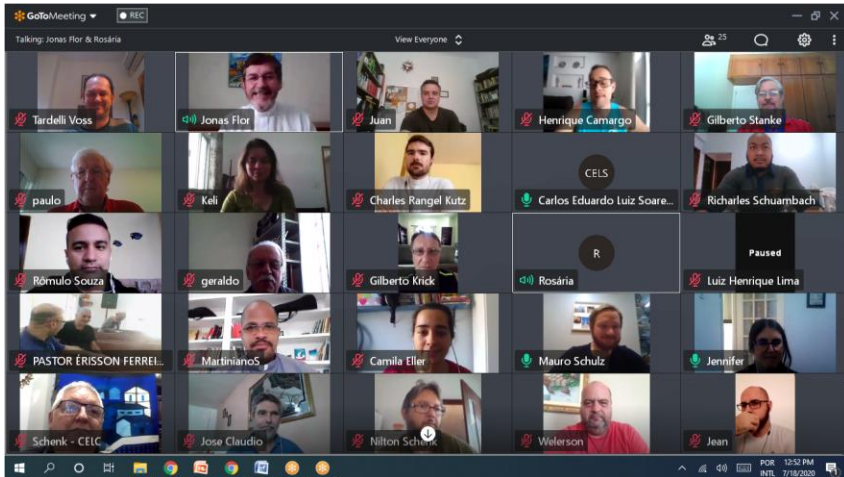 GoToMeeting
REC
Talking: Jonas Flor & Rosária
View Everyone
25
Tardelli Voss
Jonas Flor
Juan
Henrique Camargo
Gilberto Stanke
paulo
Keli
Charles Rangel Kutz
CELS
Carlos Eduardo Luiz Soare...
Richarles Schuambach
Rômulo Souza
geraldo
Gilberto Krick
R
Rosária
Paused
Luiz Henrique Lima
PASTOR ÉRISSON FERREI...
MartinianoS
Camila Eller
Mauro Schulz
Jennifer
Schenk - CELC
Jose Claudio
Nilton Schenk
Welerson
Jean
POR 12:52 PM
INTL 7/18/2020